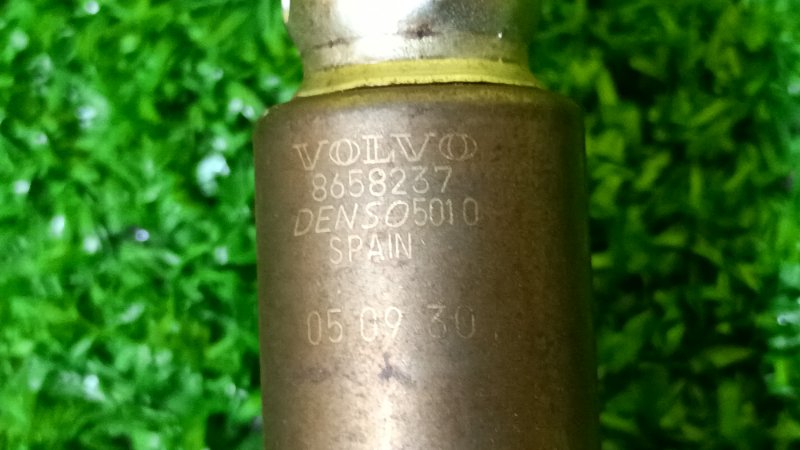 VOLVO
8658237
DENSO 5010
SPAIN
05 09 30